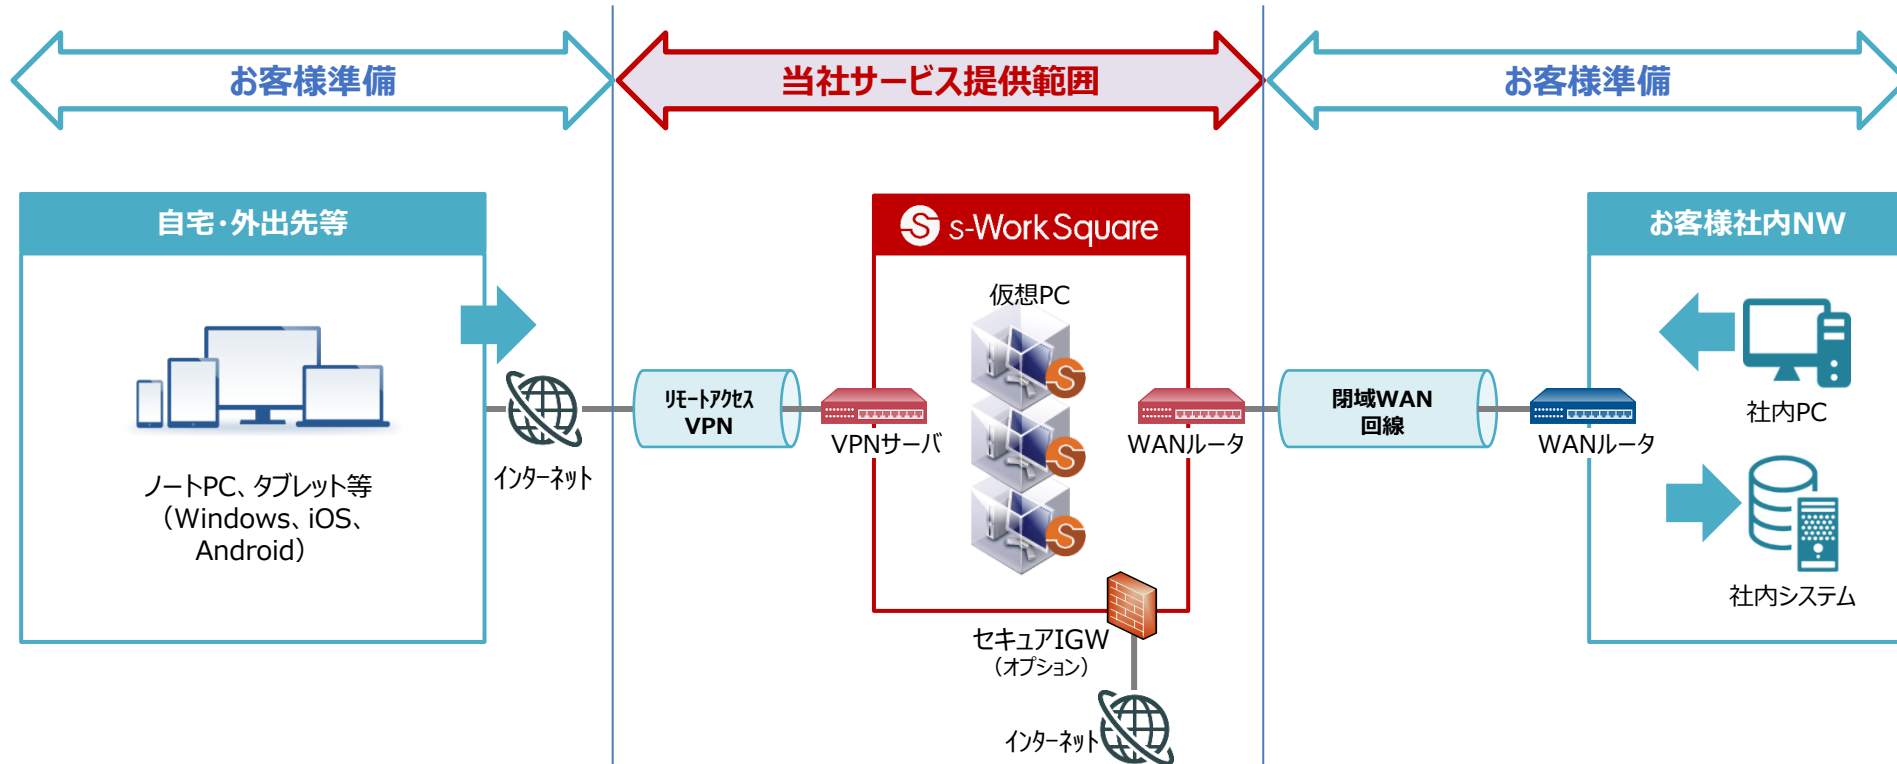 お客様準備
当社サービス提供範囲
お客様準備
自宅・外出先等
S s-Work Square
お客様社内NW
仮想PC
S
S
S
リモートアクセス
VPN
VPNサーバ
WANルータ
閉域WAN
回線
WANルータ
社内PC
インターネット
ノートPC、タブレット等
（Windows、iOS、
Android）
社内システム
セキュアIGW
（オプション）
インターネット